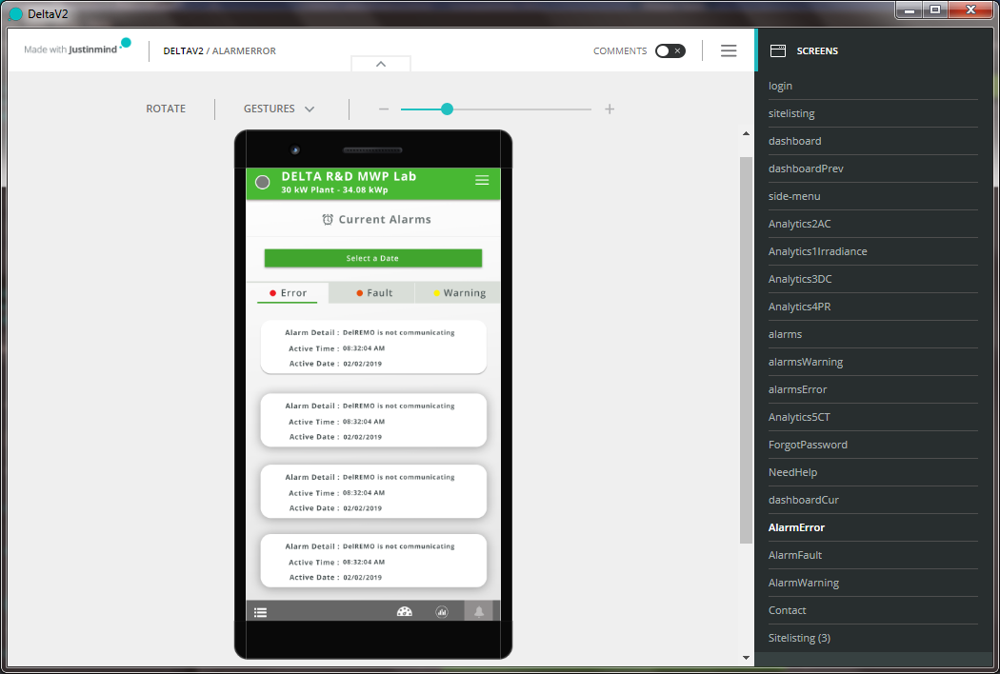 DeltaV2
Made with Justinmind
DELTAV2 / ALARMERROR
COMMENTS
ROTATE
GESTURES
DELTA R&D MWP Lab
30 kW Plant - 34.08 kWp
Current Alarms
Select a Date
Error
Fault
Warning
Alarm Detail : DelREMO is not communicating
Active Time : 08:32:04 AM
Active Date : 02/02/2019
Alarm Detail : DelREMO is not communicating
Active Time : 08:32:04 AM
Active Date : 02/02/2019
Alarm Detail : DelREMO is not communicating
Active Time : 08:32:04 AM
Active Date : 02/02/2019
Alarm Detail : DelREMO is not communicating
Active Time : 08:32:04 AM
Active Date : 02/02/2019
SCREENS
login
sitelisting
dashboard
dashboardPrev
side-menu
Analytics2AC
Analytics1Irradiance
Analytics3DC
Analytics4PR
alarms
alarmsWarning
alarmsError
Analytics5CT
ForgotPassword
NeedHelp
dashboardCur
AlarmError
AlarmFault
AlarmWarning
Contact
Sitelisting (3)